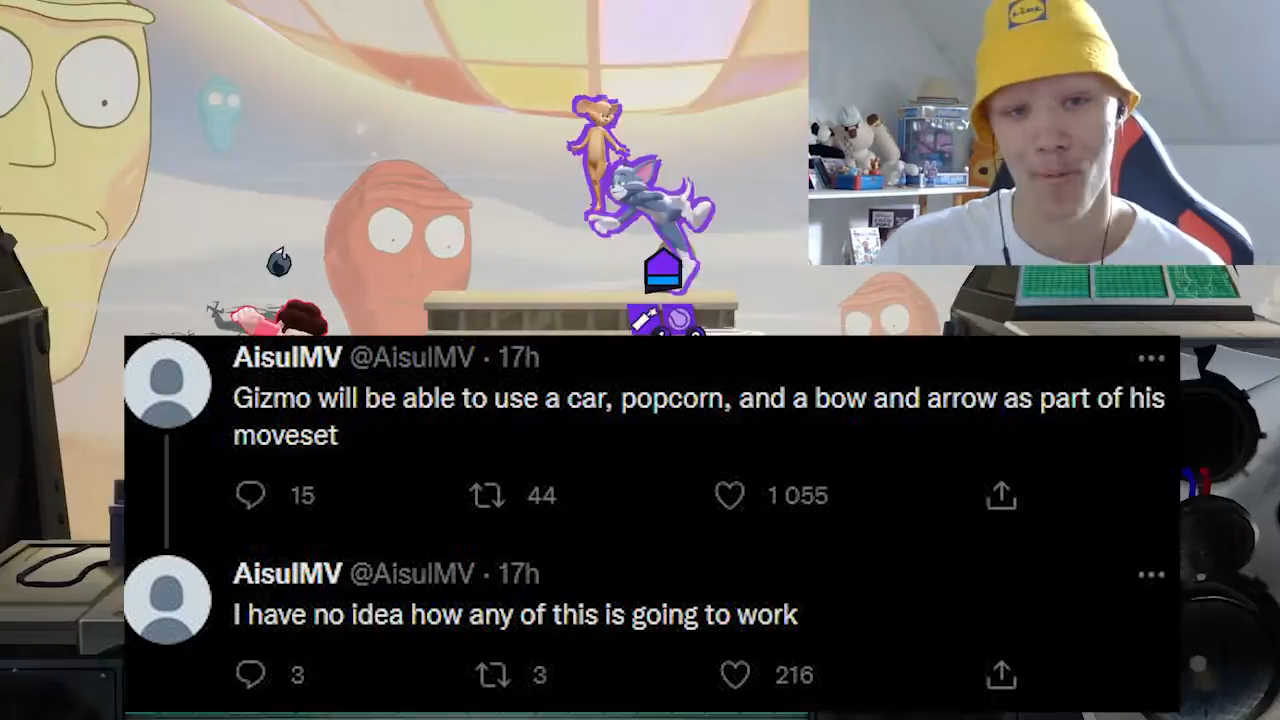 LIDL
AisulMV @AisulMV · 17h
Gizmo will be able to use a car, popcorn, and a bow and arrow as part of his
moveset
15 44 1 055
AisulMV @AisulMV · 17h
I have no idea how any of this is going to work
3 3 216